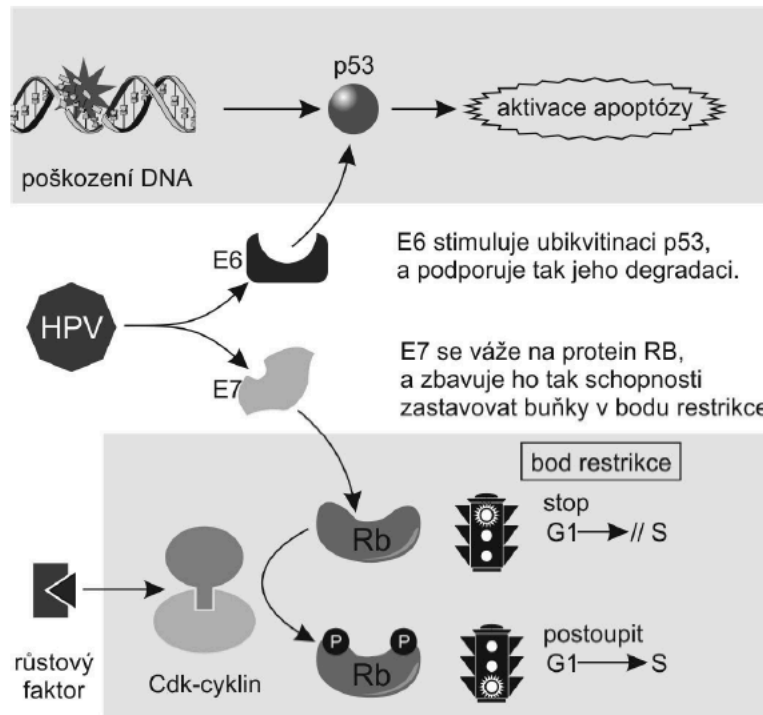 p53
aktivace apoptózy
poškození DNA
E6
E6 stimuluje ubikvitinaci p53,
a podporuje tak jeho degradaci.
HPV
E7
E7 se váže na protein RB,
a zbavuje ho tak schopnosti
zastavovat buňky v bodu restrikce
bod restrikce
stop
Rb
G1 // S
růstový
faktor
Cdk-cyklin
P P
Rb
postoupit
G1 S